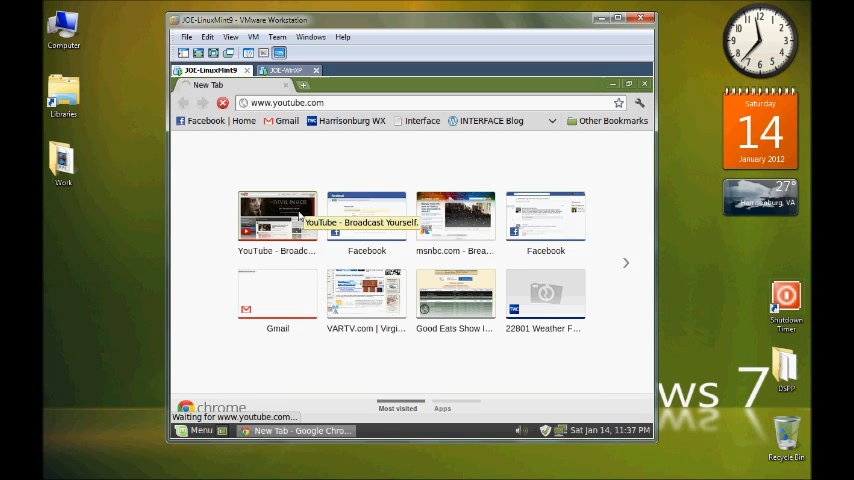 JOE-LinuxMint9 - VMware Workstation
File Edit View VM Team Windows Help
JOE-LinuxMint9 JOE-WinXP
New Tab
www.youtube.com
Facebook | Home Gmail Harrisonburg WX Interface INTERFACE Blog Other Bookmarks
YouTube - Broadcast Yourself.
YouTube - Broadc... Facebook msnbc.com - Brea... Facebook
Gmail VARTV.com | Virgi... Good Eats Show I... 22801 Weather F...
chrome
Most visited Apps
Waiting for www.youtube.com...
Menu New Tab - Google Chro... Sat Jan 14, 11:37 PM
Computer
Libraries
Work
12
Saturday
14
January 2012
27°
Harrisonburg, VA
Shutdown Timer
DSPP
ws 7
Recycle Bin